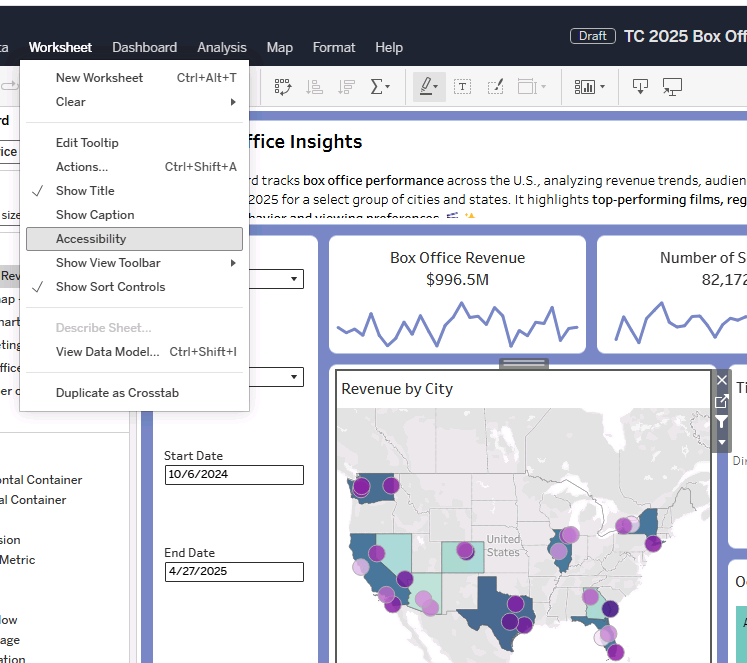 ta Worksheet Dashboard Analysis Map Format Help Draft TC 2025 Box Off
New Worksheet Ctrl+Alt+T
Clear
Edit Tooltip
Actions... Ctrl+Shift+A
Show Title
Show Caption
Accessibility
Show View Toolbar
Show Sort Controls
Describe Sheet...
View Data Model... Ctrl+Shift+I
Duplicate as Crosstab
rd
ice
size
Rev
nap -
hart
eting
ffice
er o
ontal Container
al Container
sion
Metric
low
age
ation
ffice Insights
rd tracks box office performance across the U.S., analyzing revenue trends, audien
2025 for a select group of cities and states. It highlights top-performing films, reg
havior and viewing preferences.
Start Date
10/6/2024
End Date
4/27/2025
Box Office Revenue
$996.5M
Number of S
82,172
Revenue by City
United
States
Ti
Dir
Oc
A